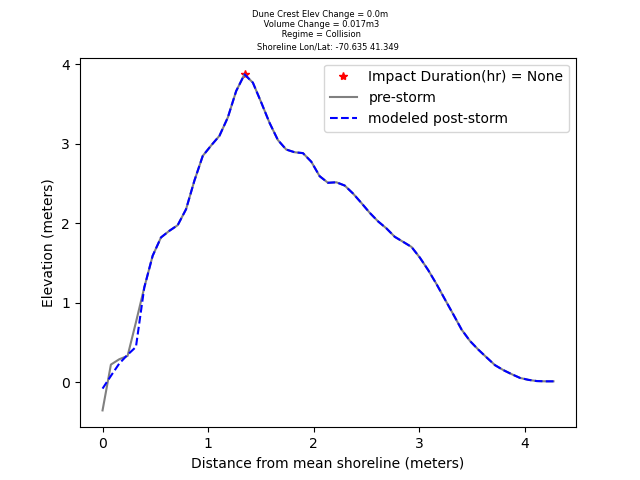 Dune Crest Elev Change = 0.0m
Volume Change = 0.017m3
Regime = Collision
Shoreline Lon/Lat: -70.635 41.349
Impact Duration(hr) = None
pre-storm
modeled post-storm
Elevation (meters)
4
3
2
1
0
0 1 2 3 4
Distance from mean shoreline (meters)